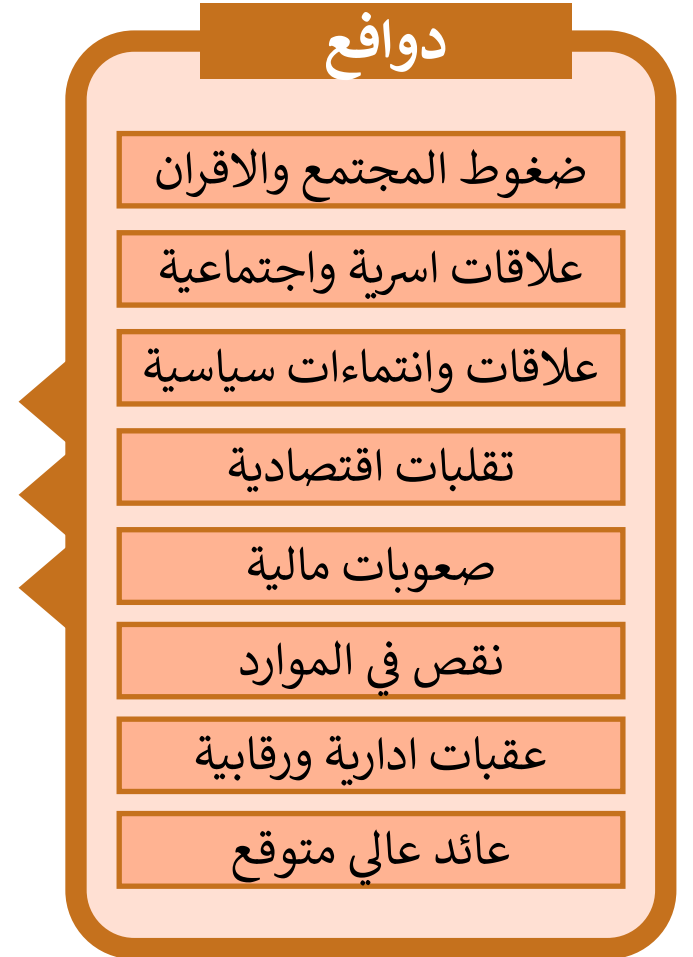 دوافع
ضغوط المجتمع والاقران
علاقات اسرية واجتماعية
علاقات وانتماءات سياسية
تقلبات اقتصادية
صعوبات مالية
نقص في الموارد
عقبات ادارية ورقابية
عائد عالي متوقع